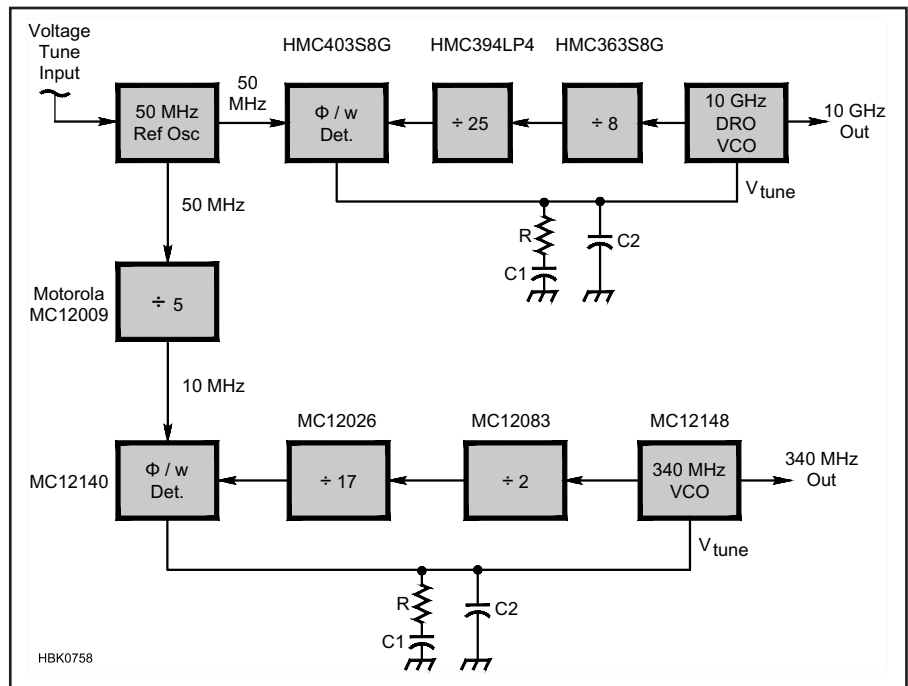 Voltage
Tune
Input
HMC403S8G
HMC394LP4
HMC363S8G
50 MHz
Ref Osc
50
MHz
Φ / w
Det.
÷ 25
÷ 8
10 GHz
DRO
VCO
10 GHz
Out
Vtune
R
C1
C2
50 MHz
Motorola
MC12009
÷ 5
10 MHz
MC12140
Φ / w
Det.
MC12026
÷ 17
MC12083
÷ 2
MC12148
340 MHz
VCO
340 MHz
Out
Vtune
R
C1
C2
HBK0758